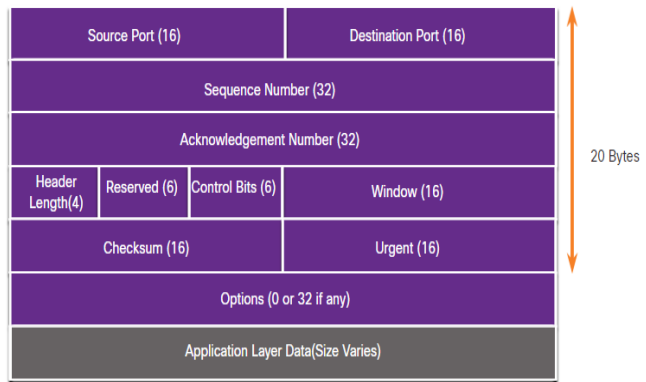 Source Port (16)
Destination Port (16)
Sequence Number (32)
Acknowledgement Number (32)
20 Bytes
Header
Length(4)
Reserved (6)
Control Bits (6)
Window (16)
Checksum (16)
Urgent (16)
Options (0 or 32 if any)
Application Layer Data(Size Varies)